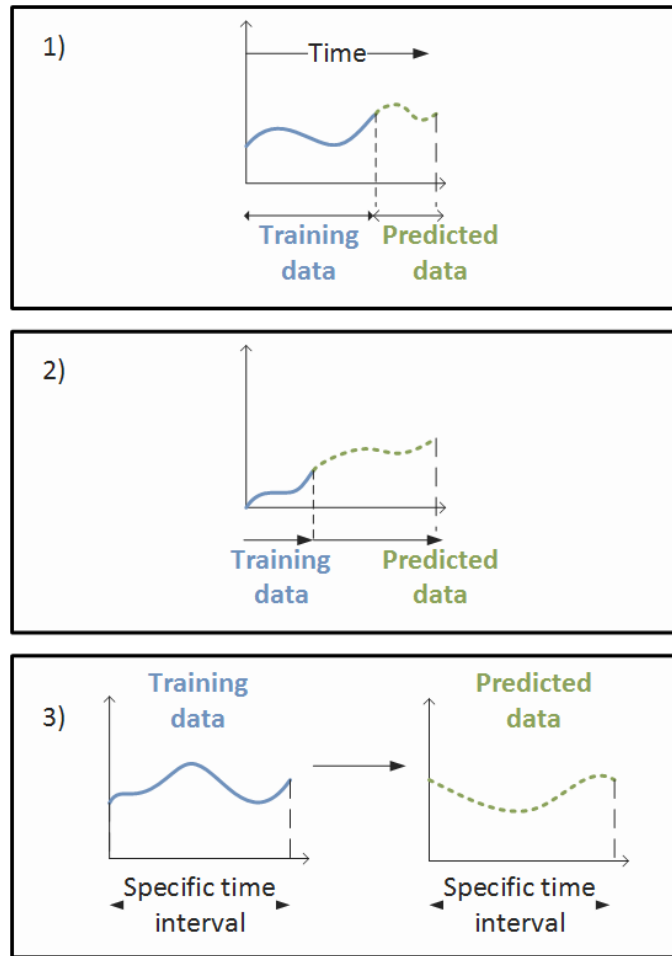 1)
Time
Training Predicted
data data
2)
Training Predicted
data data
3)
Training Predicted
data data
Specific time Specific time
interval interval